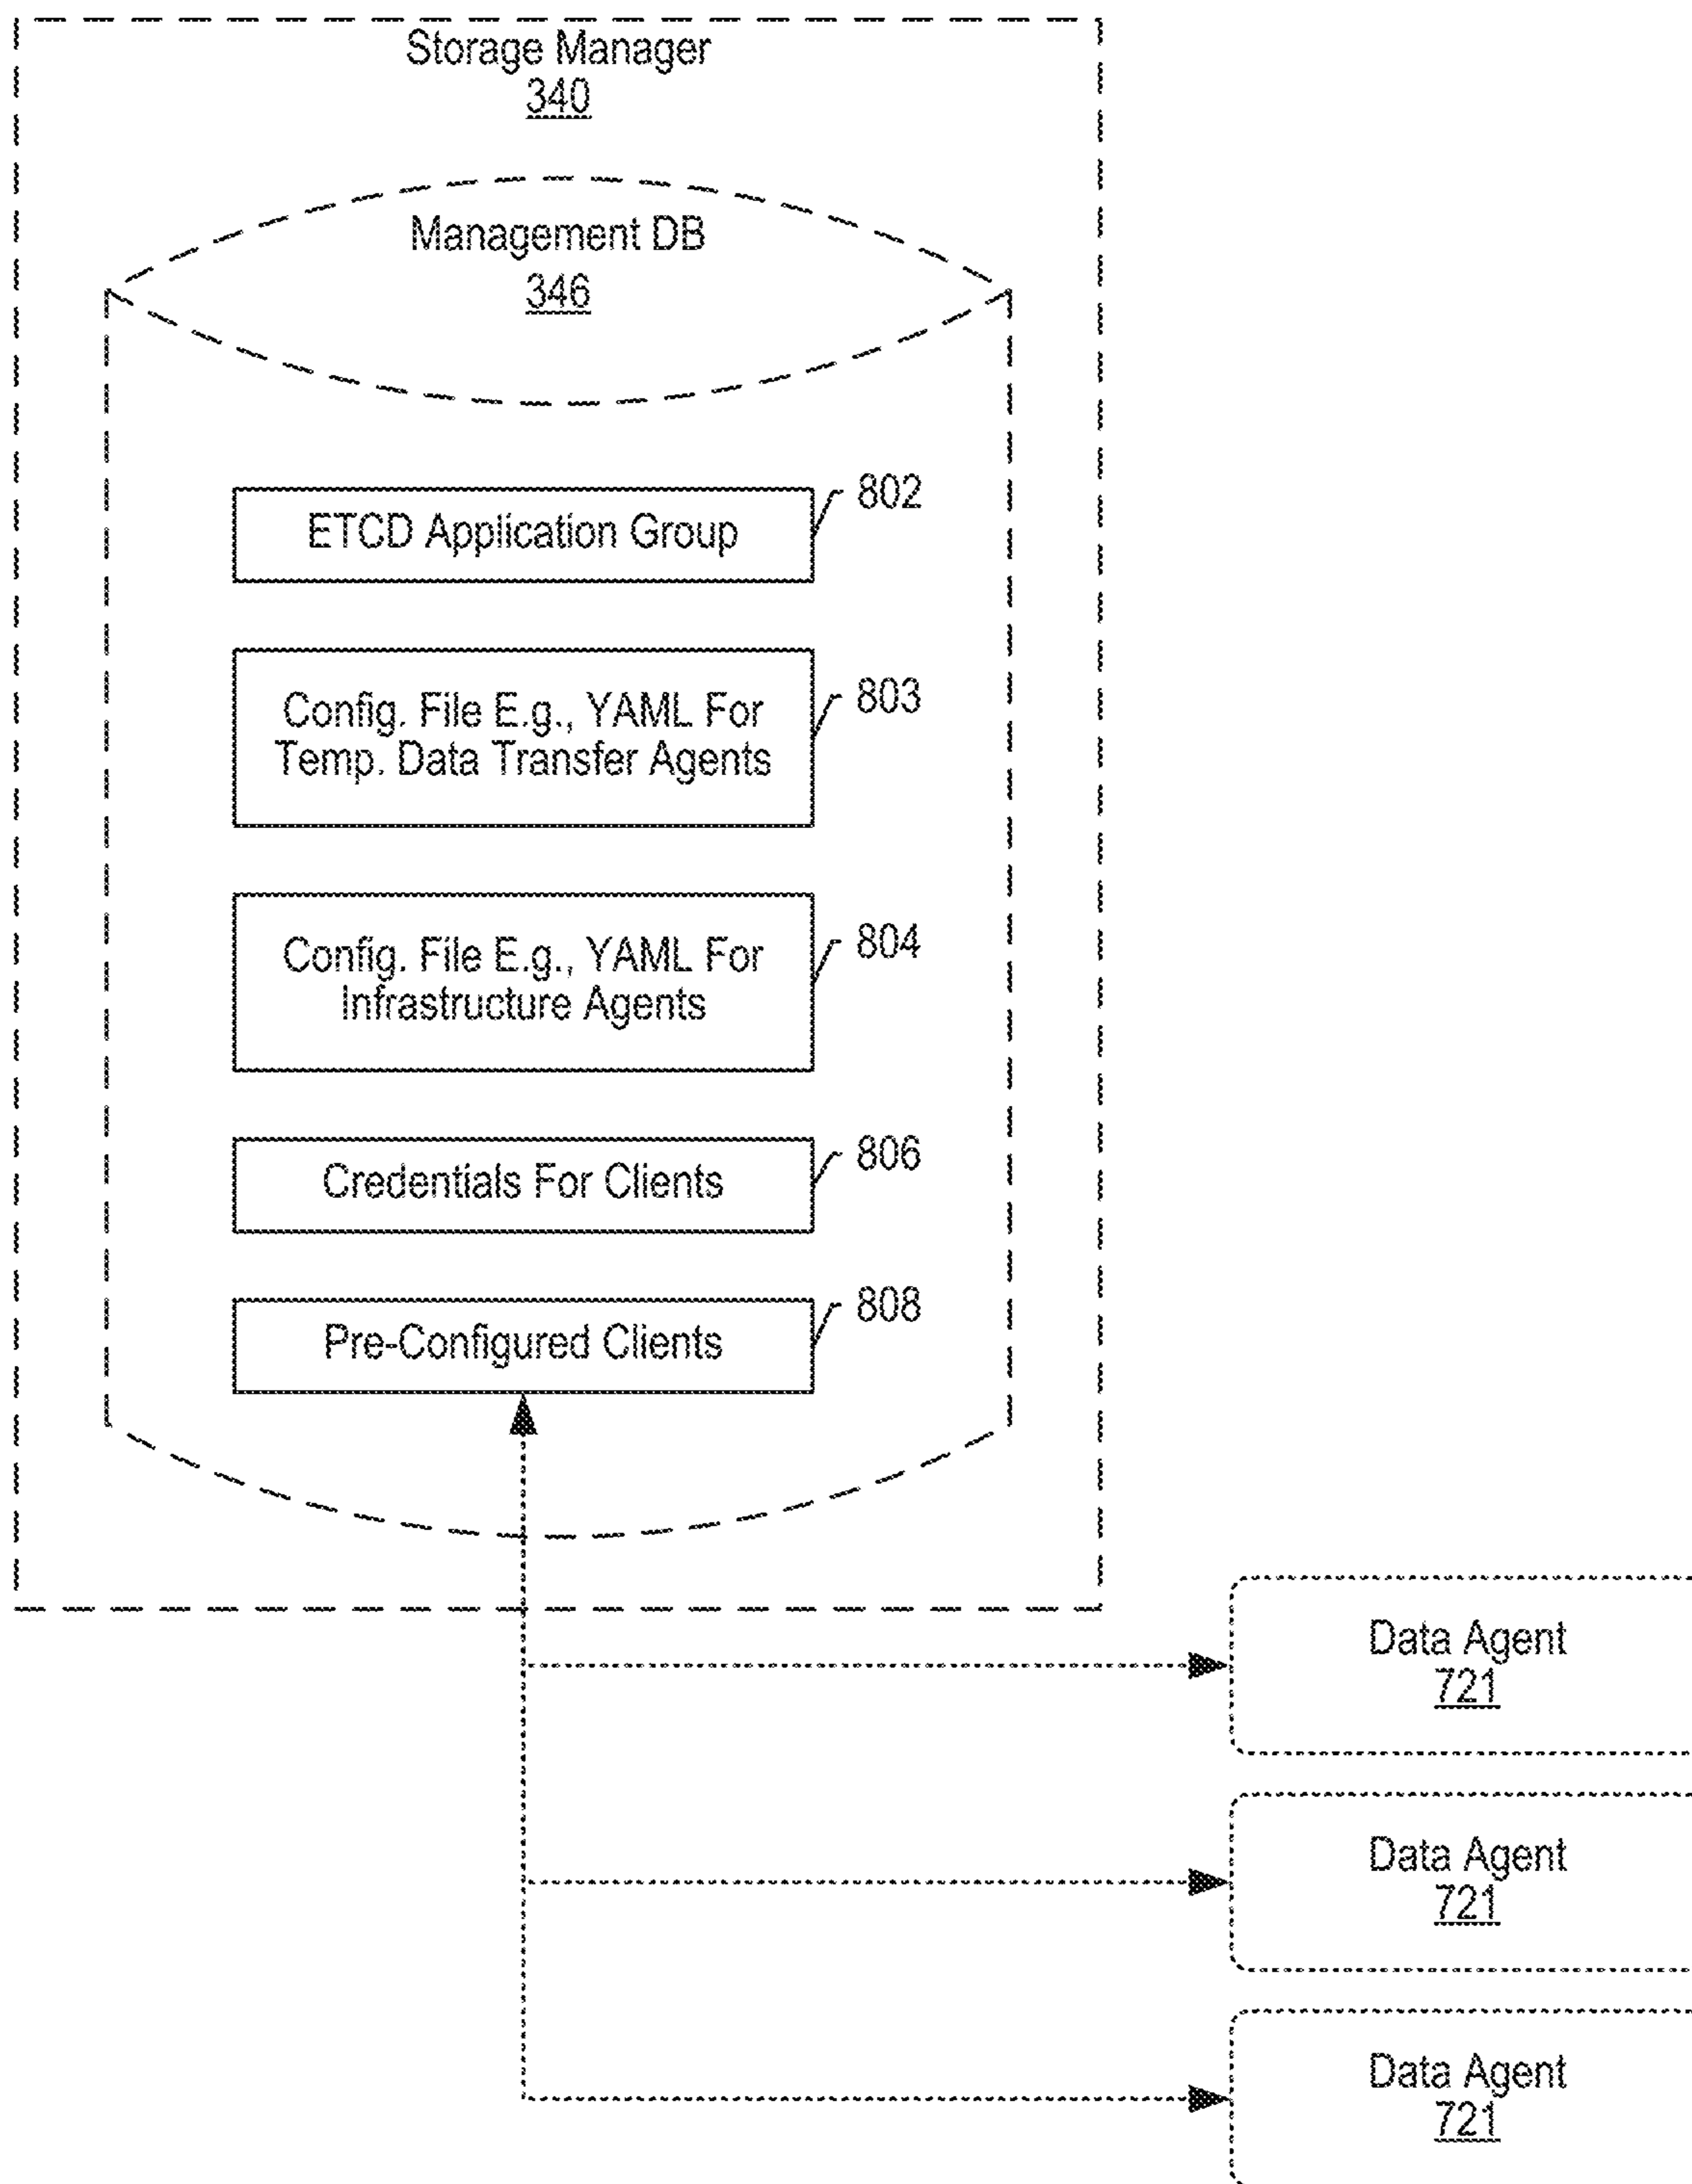 Storage Manager
340
Management DB
346
802
ETCD Application Group
803
Config. File E.g., YAML For
Temp. Data Transfer Agents
804
Config. File E.g., YAML For
Infrastructure Agents
806
Credentials For Clients
808
Pre-Configured Clients
Data Agent
721
Data Agent
721
Data Agent
721